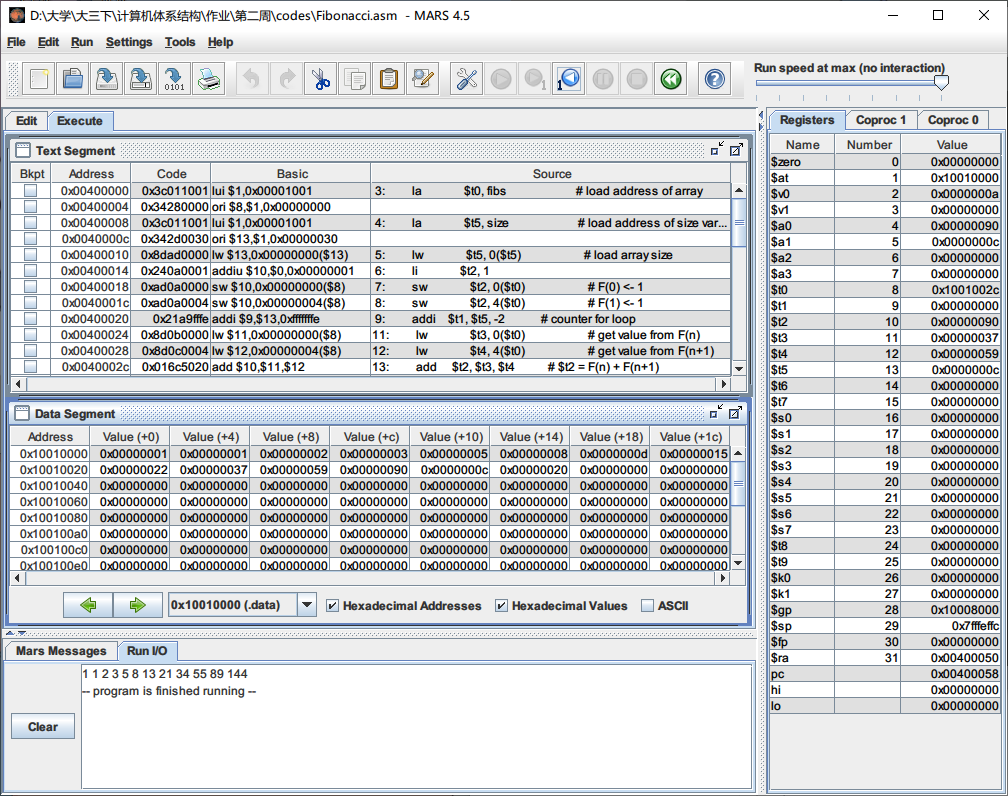 D:\大学\大三下\计算机体系结构\作业\第二周\codes\Fibonacci.asm - MARS 4.5
File Edit Run Settings Tools Help
Run speed at max (no interaction)
0101
1
1
Edit Execute
Registers Coproc 1 Coproc 0
Text Segment
Bkpt Address Code Basic Source
0x00400000 0x3c011001 lui $1,0x00001001 3: la $t0, fibs # load address of array
0x00400004 0x34280000 ori $8,$1,0x00000000
0x00400008 0x3c011001 lui $1,0x00001001 4: la $t5, size # load address of size var...
0x0040000c 0x342d0030 ori $13,$1,0x00000030
0x00400010 0x8dad0000 lw $13,0x00000000($13) 5: lw $t5, 0($t5) # load array size
0x00400014 0x240a0001 addiu $10,$0,0x00000001 6: li $t2, 1
0x00400018 0xad0a0000 sw $10,0x00000000($8) 7: sw $t2, 0($t0) # F(0) <- 1
0x0040001c 0xad0a0004 sw $10,0x00000004($8) 8: sw $t2, 4($t0) # F(1) <- 1
0x00400020 0x21a9fffe addi $9,$13,0xfffffffe 9: addi $t1, $t5, -2 # counter for loop
0x00400024 0x8d0b0000 lw $11,0x00000000($8) 11: lw $t3, 0($t0) # get value from F(n)
0x00400028 0x8d0c0004 lw $12,0x00000004($8) 12: lw $t4, 4($t0) # get value from F(n+1)
0x0040002c 0x016c5020 add $10,$11,$12 13: add $t2, $t3, $t4 # $t2 = F(n) + F(n+1)
Data Segment
Address Value (+0) Value (+4) Value (+8) Value (+c) Value (+10) Value (+14) Value (+18) Value (+1c)
0x10010000 0x00000001 0x00000001 0x00000002 0x00000003 0x00000005 0x00000008 0x0000000d 0x00000015
0x10010020 0x00000022 0x00000037 0x00000059 0x00000090 0x0000000c 0x00000020 0x00000000 0x00000000
0x10010040 0x00000000 0x00000000 0x00000000 0x00000000 0x00000000 0x00000000 0x00000000 0x00000000
0x10010060 0x00000000 0x00000000 0x00000000 0x00000000 0x00000000 0x00000000 0x00000000 0x00000000
0x10010080 0x00000000 0x00000000 0x00000000 0x00000000 0x00000000 0x00000000 0x00000000 0x00000000
0x100100a0 0x00000000 0x00000000 0x00000000 0x00000000 0x00000000 0x00000000 0x00000000 0x00000000
0x100100c0 0x00000000 0x00000000 0x00000000 0x00000000 0x00000000 0x00000000 0x00000000 0x00000000
0x100100e0 0x00000000 0x00000000 0x00000000 0x00000000 0x00000000 0x00000000 0x00000000 0x00000000
0x10010000 (.data) Hexadecimal Addresses Hexadecimal Values ASCII
Mars Messages Run I/O
1 1 2 3 5 8 13 21 34 55 89 144
-- program is finished running --
Clear
Name Number Value
$zero 0 0x00000000
$at 1 0x10010000
$v0 2 0x0000000a
$v1 3 0x00000000
$a0 4 0x00000090
$a1 5 0x0000000c
$a2 6 0x00000000
$a3 7 0x00000000
$t0 8 0x1001002c
$t1 9 0x00000000
$t2 10 0x00000090
$t3 11 0x00000037
$t4 12 0x00000059
$t5 13 0x0000000c
$t6 14 0x00000000
$t7 15 0x00000000
$s0 16 0x00000000
$s1 17 0x00000000
$s2 18 0x00000000
$s3 19 0x00000000
$s4 20 0x00000000
$s5 21 0x00000000
$s6 22 0x00000000
$s7 23 0x00000000
$t8 24 0x00000000
$t9 25 0x00000000
$k0 26 0x00000000
$k1 27 0x00000000
$gp 28 0x10008000
$sp 29 0x7fffeffc
$fp 30 0x00000000
$ra 31 0x00400050
pc 0x00400058
hi 0x00000000
lo 0x00000000